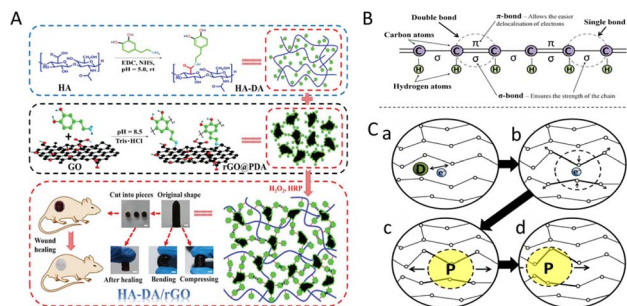 A
HA
EDC, NHS,
pH = 5.0, rt
HA-DA
GO
pH = 8.5
Tris-HCl
rGO@PDA
H₂O₂, HRP
Cut into pieces
Original shape
Wound
healing
After healing
Bending
Compressing
HA-DA/rGO
B
Double bond
π-bond – Allows the easier
delocalisation of electrons
Single bond
Carbon atoms
π π
C C C C C C
σ σ σ σ σ
H H H H H H
Hydrogen atoms
σ-bond – Ensures the strength of the chain
C
a
D
e
b
e
c
P
d
P